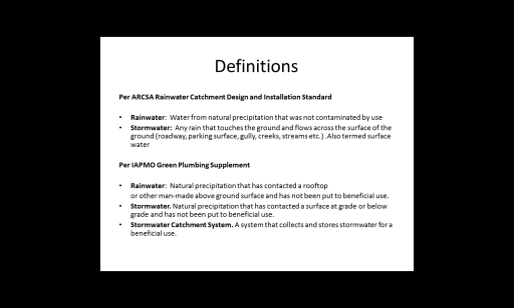 Definitions
Per ARCSA Rainwater Catchment Design and Installation Standard
• Rainwater: Water from natural precipitation that was not contaminated by use
• Stormwater: Any rain that touches the ground and flows across the surface of the
ground (roadway, parking surface, gully, creeks, streams etc.) .Also termed surface
water
Per IAPMO Green Plumbing Supplement
• Rainwater: Natural precipitation that has contacted a rooftop
or other man-made above ground surface and has not been put to beneficial use.
• Stormwater. Natural precipitation that has contacted a surface at grade or below
grade and has not been put to beneficial use.
• Stormwater Catchment System. A system that collects and stores stormwater for a
beneficial use.